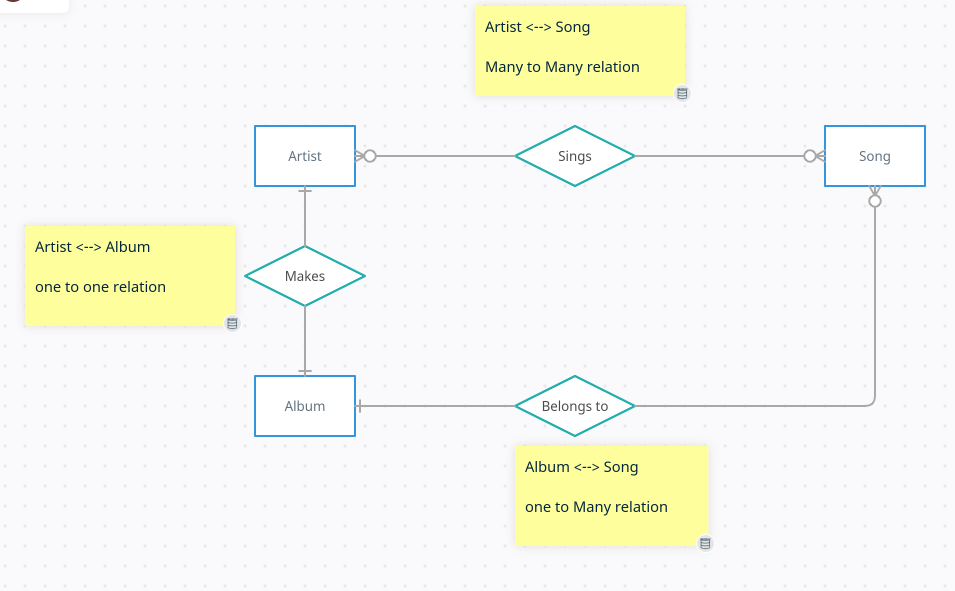 Artist <--> Song
Many to Many relation
Artist
Sings
Song
Artist <--> Album
one to one relation
Makes
Album
Belongs to
Album <--> Song
one to Many relation